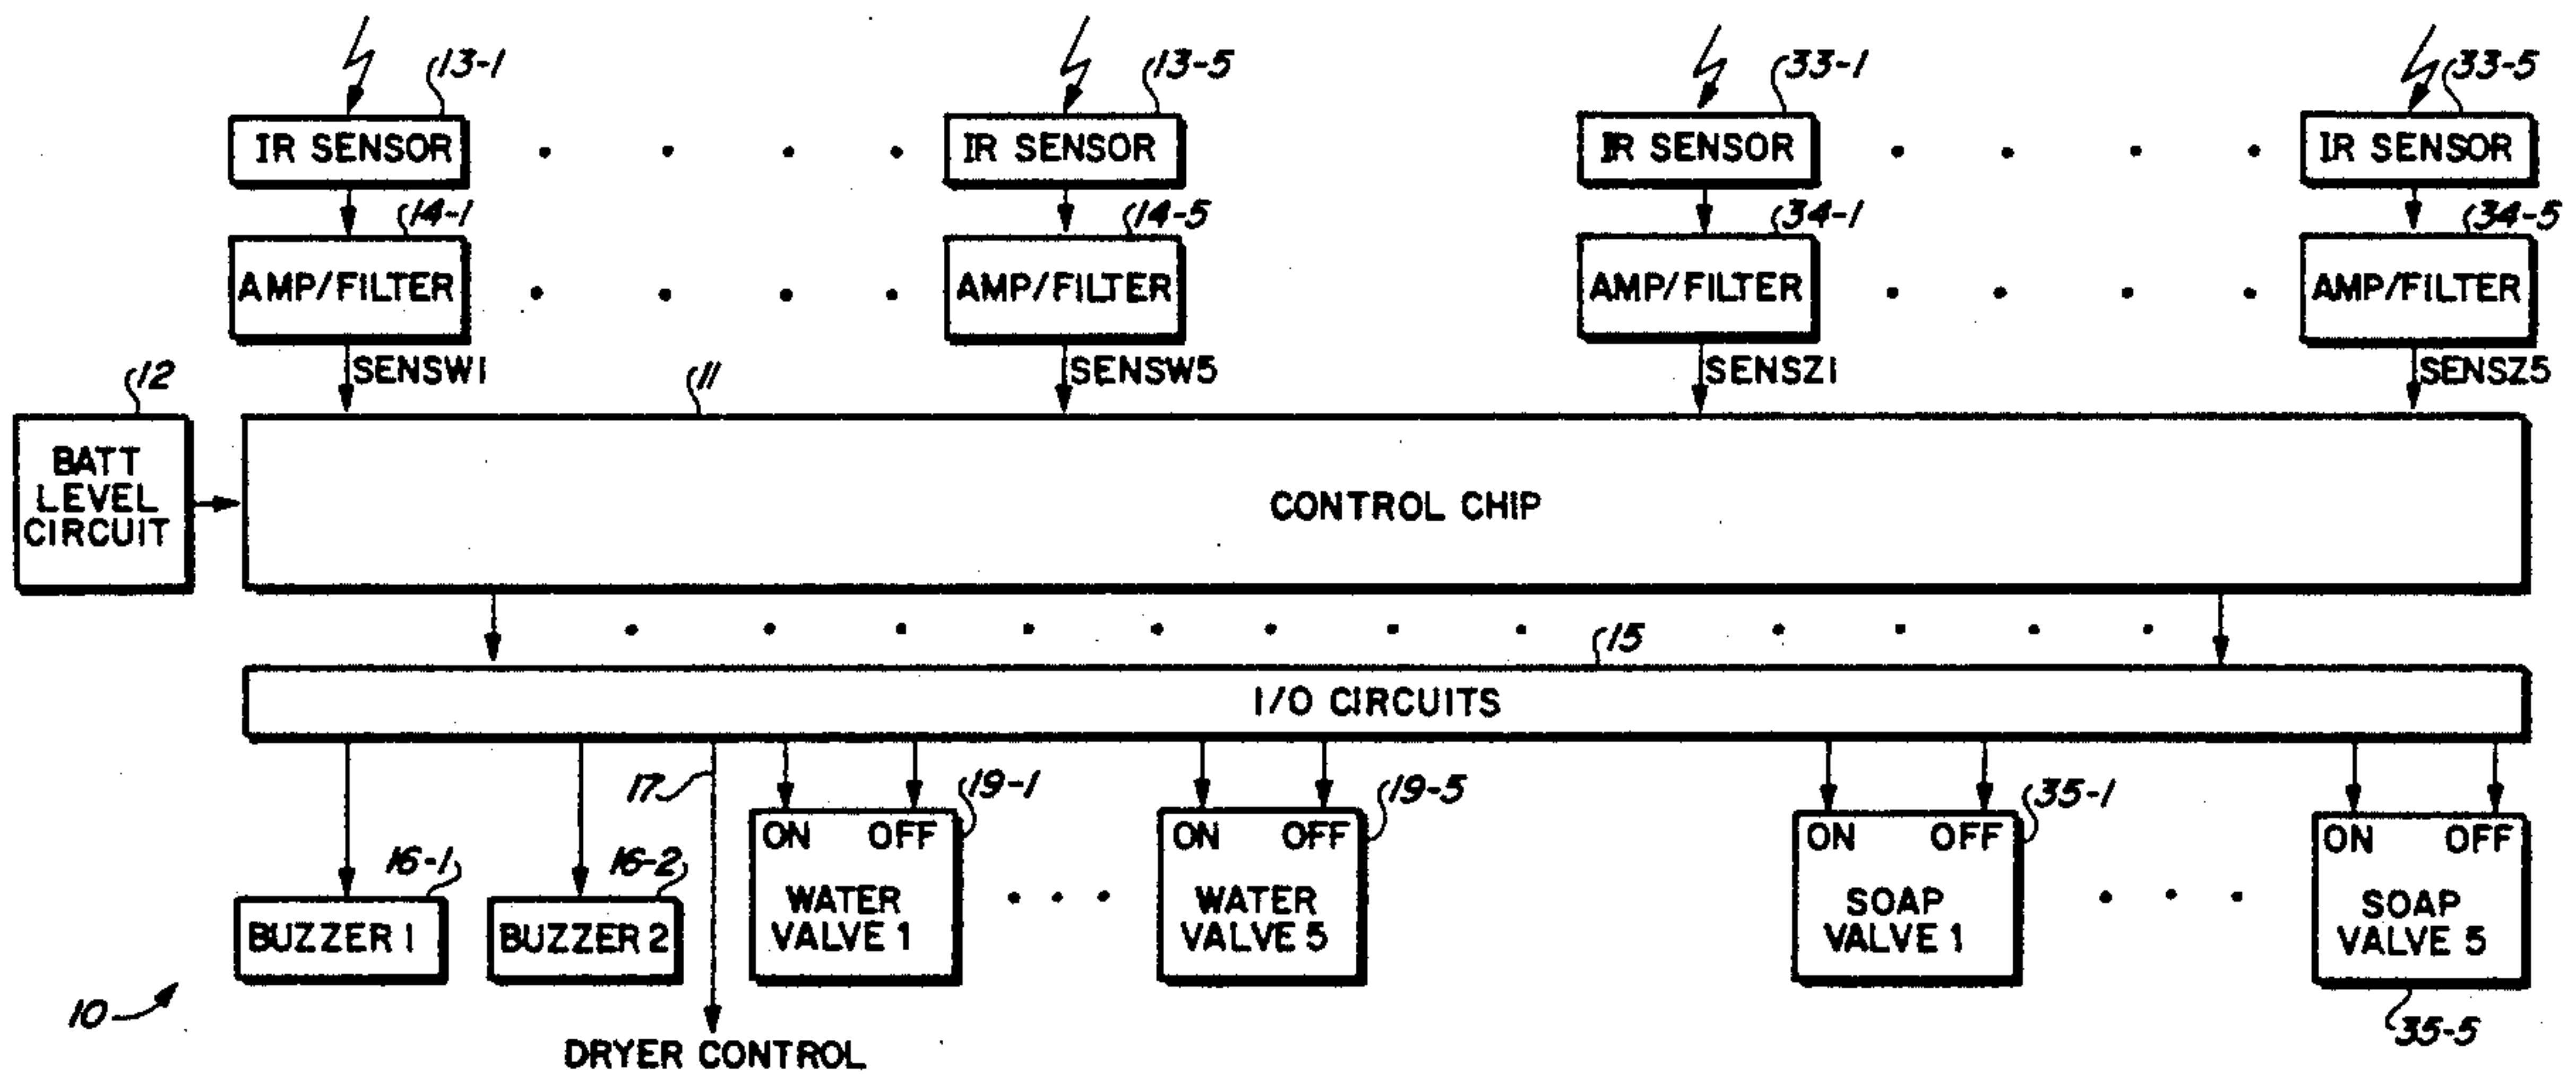 13-1
13-5
33-1
33-5
IR SENSOR
IR SENSOR
IR SENSOR
IR SENSOR
14-1
14-5
34-1
34-5
AMP/FILTER
AMP/FILTER
AMP/FILTER
AMP/FILTER
SENSW1
SENSW5
SENSZ1
SENSZ5
12
11
BATT
LEVEL
CIRCUIT
CONTROL CHIP
15
I/O CIRCUITS
17
19-1
19-5
35-1
ON OFF
ON OFF
ON OFF
ON OFF
16-1
16-2
BUZZER 1
BUZZER 2
WATER
VALVE 1
WATER
VALVE 5
SOAP
VALVE 1
SOAP
VALVE 5
10
35-5
DRYER CONTROL